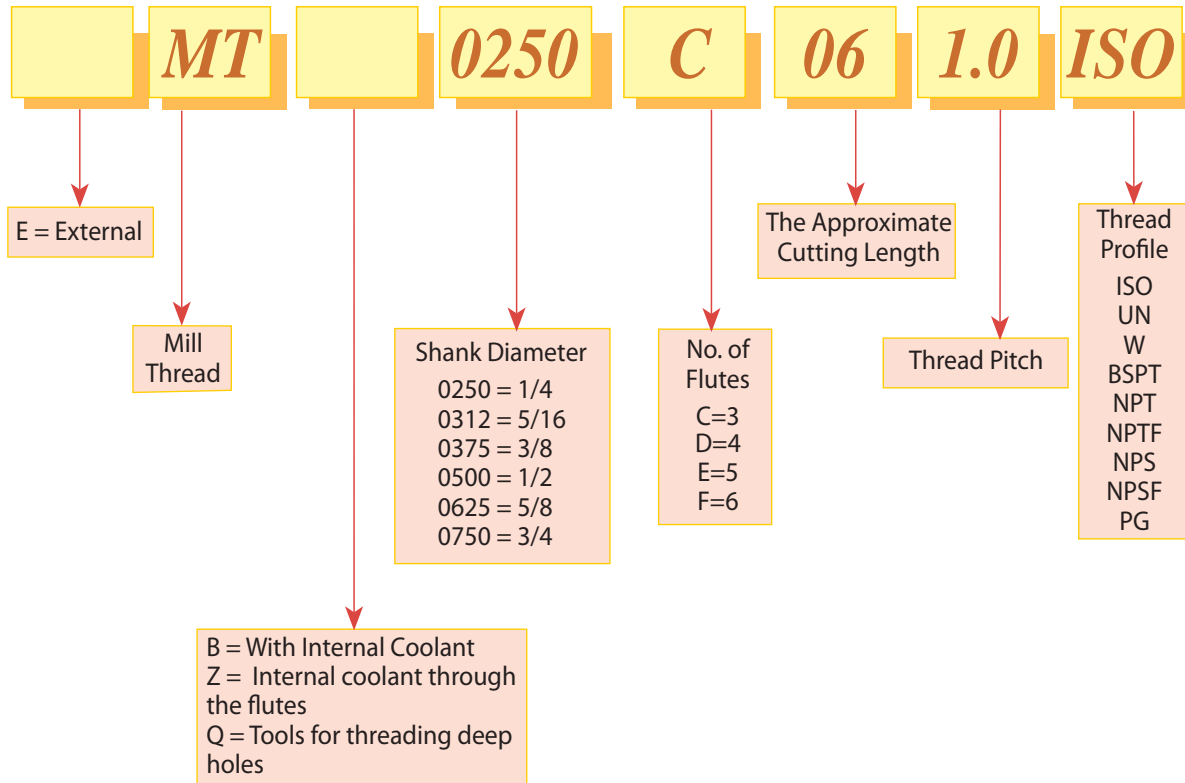 MT 0250 C 06 1.0 ISO
E = External
Mill
Thread
Shank Diameter
0250 = 1/4
0312 = 5/16
0375 = 3/8
0500 = 1/2
0625 = 5/8
0750 = 3/4
No. of
Flutes
C=3
D=4
E=5
F=6
The Approximate
Cutting Length
Thread Pitch
Thread
Profile
ISO
UN
W
BSPT
NPT
NPTF
NPS
NPSF
PG
B = With Internal Coolant
Z = Internal coolant through
the flutes
Q = Tools for threading deep
holes